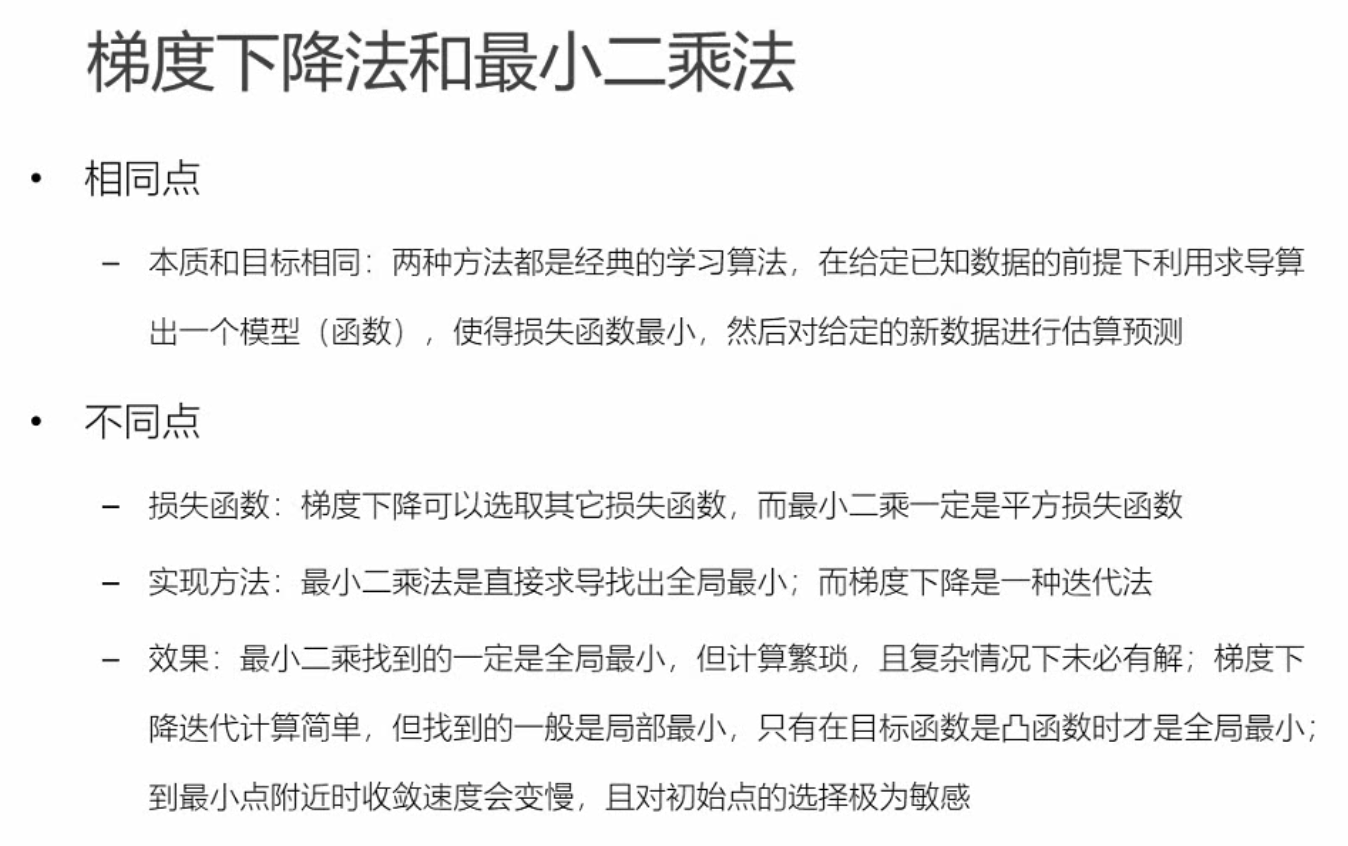 梯度下降法和最小二乘法
• 相同点
– 本质和目标相同：两种方法都是经典的学习算法，在给定已知数据的前提下利用求导算
出一个模型（函数），使得损失函数最小，然后对给定的新数据进行估算预测
• 不同点
– 损失函数：梯度下降可以选取其它损失函数，而最小二乘一定是平方损失函数
– 实现方法：最小二乘法是直接求导找出全局最小；而梯度下降是一种迭代法
– 效果：最小二乘找到的一定是全局最小，但计算繁琐，且复杂情况下未必有解；梯度下
降迭代计算简单，但找到的一般是局部最小，只有在目标函数是凸函数时才是全局最小；
到最小点附近时收敛速度会变慢，且对初始点的选择极为敏感